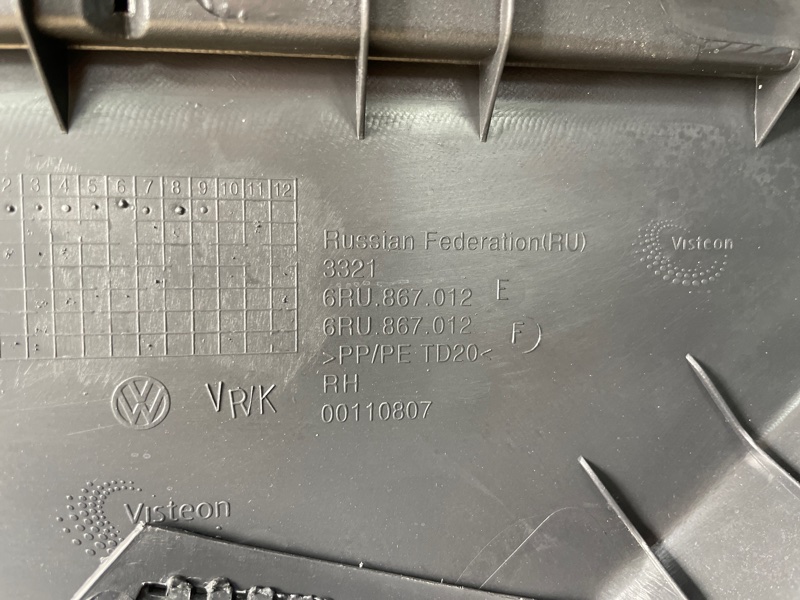 2 3 4 5 6 7 8 9 10 11 12
Russian Federation(RU)
Visteon
3321
6RU.867.012 E
6RU.867.012 F
>PP/PE TD20<
RH
00110807
VW
VR/K
Visteon